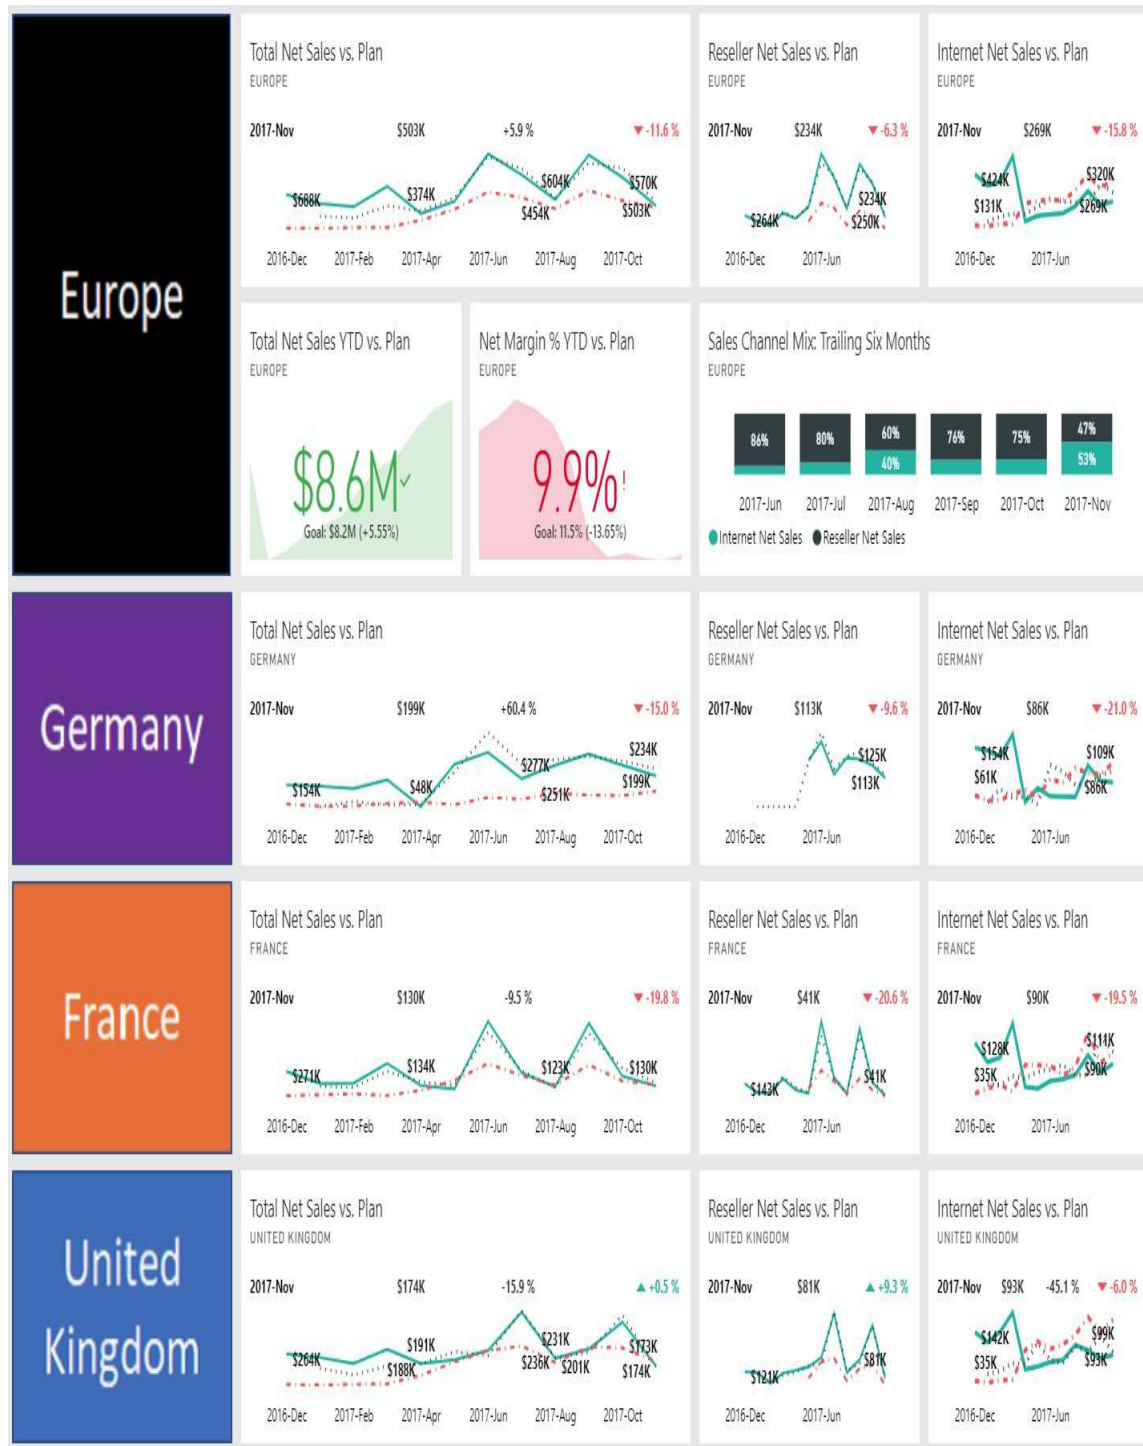 Europe
Total Net Sales vs. Plan
EUROPE
2017-Nov $503K +5.9 % ▼ -11.6 %
$688K $374K $604K $454K $570K $503K
2016-Dec 2017-Feb 2017-Apr 2017-Jun 2017-Aug 2017-Oct
Reseller Net Sales vs. Plan
EUROPE
2017-Nov $234K ▼ -6.3 %
$264K $234K $250K
2016-Dec 2017-Jun
Internet Net Sales vs. Plan
EUROPE
2017-Nov $269K ▼ -15.8 %
$424K $131K $320K $269K
2016-Dec 2017-Jun
Total Net Sales YTD vs. Plan
EUROPE
$8.6M
Goal: $8.2M (+5.55%)
Net Margin % YTD vs. Plan
EUROPE
9.9%!
Goal: 11.5% (-13.65%)
Sales Channel Mix: Trailing Six Months
EUROPE
86% 80% 60% 76% 75% 47%
40% 53%
2017-Jun 2017-Jul 2017-Aug 2017-Sep 2017-Oct 2017-Nov
Internet Net Sales Reseller Net Sales
Germany
Total Net Sales vs. Plan
GERMANY
2017-Nov $199K +60.4 % ▼ -15.0 %
$154K $48K $277K $251K $234K $199K
2016-Dec 2017-Feb 2017-Apr 2017-Jun 2017-Aug 2017-Oct
Reseller Net Sales vs. Plan
GERMANY
2017-Nov $113K ▼ -9.6 %
$125K
$113K
2016-Dec 2017-Jun
Internet Net Sales vs. Plan
GERMANY
2017-Nov $86K ▼ -21.0 %
$154K $61K $109K $86K
2016-Dec 2017-Jun
France
Total Net Sales vs. Plan
FRANCE
2017-Nov $130K -9.5 % ▼ -19.8 %
$271K $134K $123K $130K
2016-Dec 2017-Feb 2017-Apr 2017-Jun 2017-Aug 2017-Oct
Reseller Net Sales vs. Plan
FRANCE
2017-Nov $41K ▼ -20.6 %
$143K $41K
2016-Dec 2017-Jun
Internet Net Sales vs. Plan
FRANCE
2017-Nov $90K ▼ -19.5 %
$128K $35K $111K $90K
2016-Dec 2017-Jun
United
Kingdom
Total Net Sales vs. Plan
UNITED KINGDOM
2017-Nov $174K -15.9 % ▲ +0.5 %
$264K $191K $188K $231K $236K $201K $173K $174K
2016-Dec 2017-Feb 2017-Apr 2017-Jun 2017-Aug 2017-Oct
Reseller Net Sales vs. Plan
UNITED KINGDOM
2017-Nov $81K ▲ +9.3 %
$121K $81K
2016-Dec 2017-Jun
Internet Net Sales vs. Plan
UNITED KINGDOM
2017-Nov $93K -45.1 % ▼ -6.0 %
$142K $35K $99K $93K
2016-Dec 2017-Jun